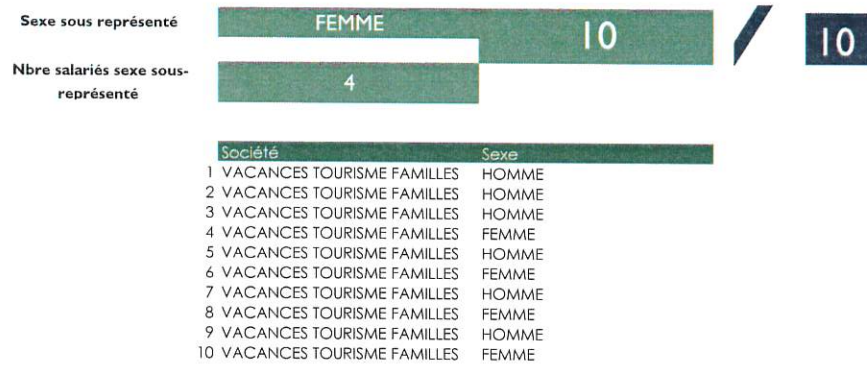 Sexe sous représenté
FEMME
10
10
Nbre salariés sexe sous-
représenté
4
Société Sexe
1 VACANCES TOURISME FAMILLES HOMME
2 VACANCES TOURISME FAMILLES HOMME
3 VACANCES TOURISME FAMILLES HOMME
4 VACANCES TOURISME FAMILLES FEMME
5 VACANCES TOURISME FAMILLES HOMME
6 VACANCES TOURISME FAMILLES FEMME
7 VACANCES TOURISME FAMILLES HOMME
8 VACANCES TOURISME FAMILLES FEMME
9 VACANCES TOURISME FAMILLES HOMME
10 VACANCES TOURISME FAMILLES FEMME